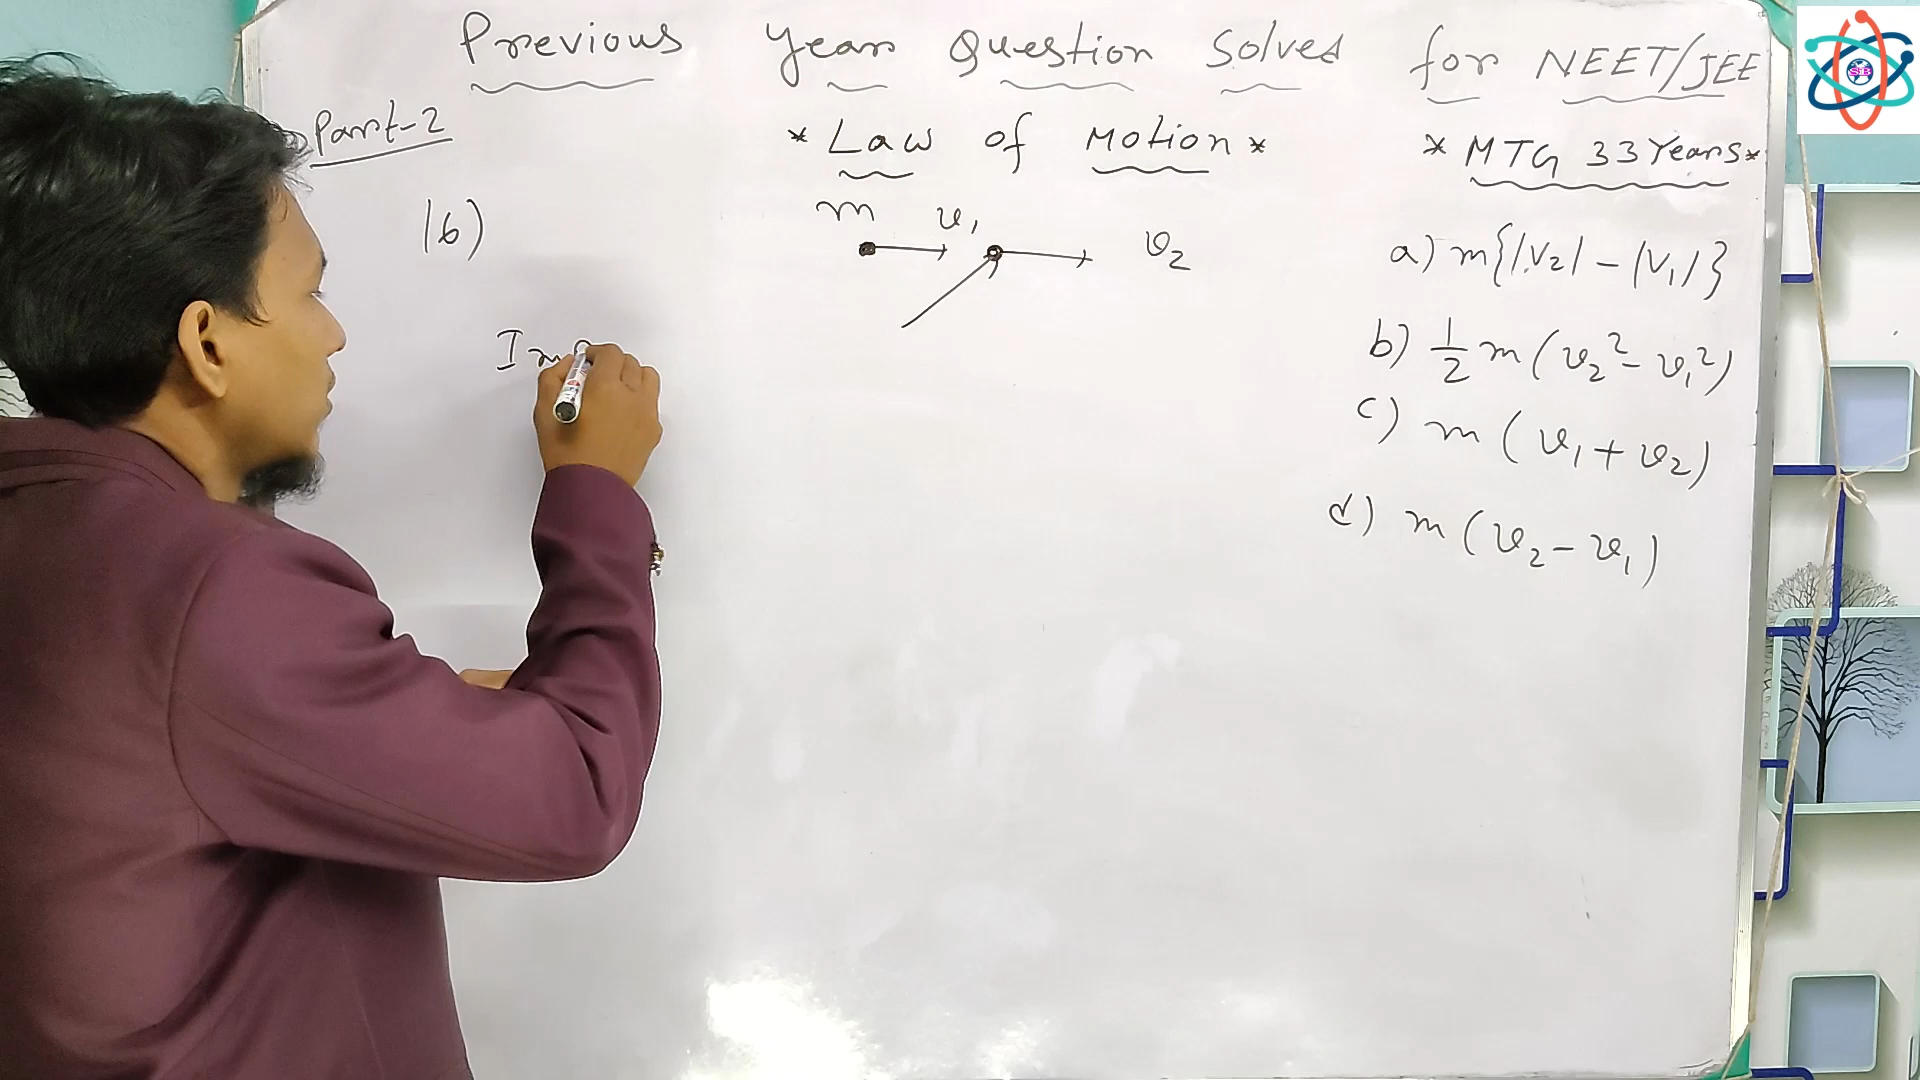 Previous Year Question Solved for NEET/JEE
Part-2
* Law of Motion *
* MTG 33 Years *
16)
m v₁ v₂
a) m{|V₂| - |V₁|}
b) 1/2 m (v₂² - v₁²)
c) m (v₁ + v₂)
d) m (v₂ - v₁)
SB